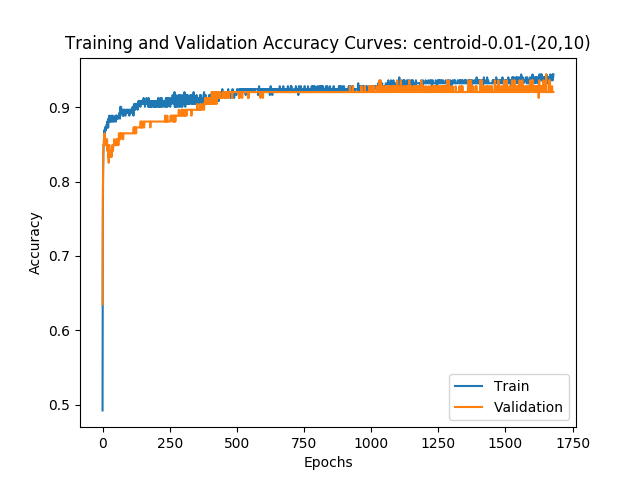 Training and Validation Accuracy Curves: centroid-0.01-(20,10)
0.9
0.8
0.7
0.6
0.5
Accuracy
Train
Validation
0 250 500 750 1000 1250 1500 1750
Epochs